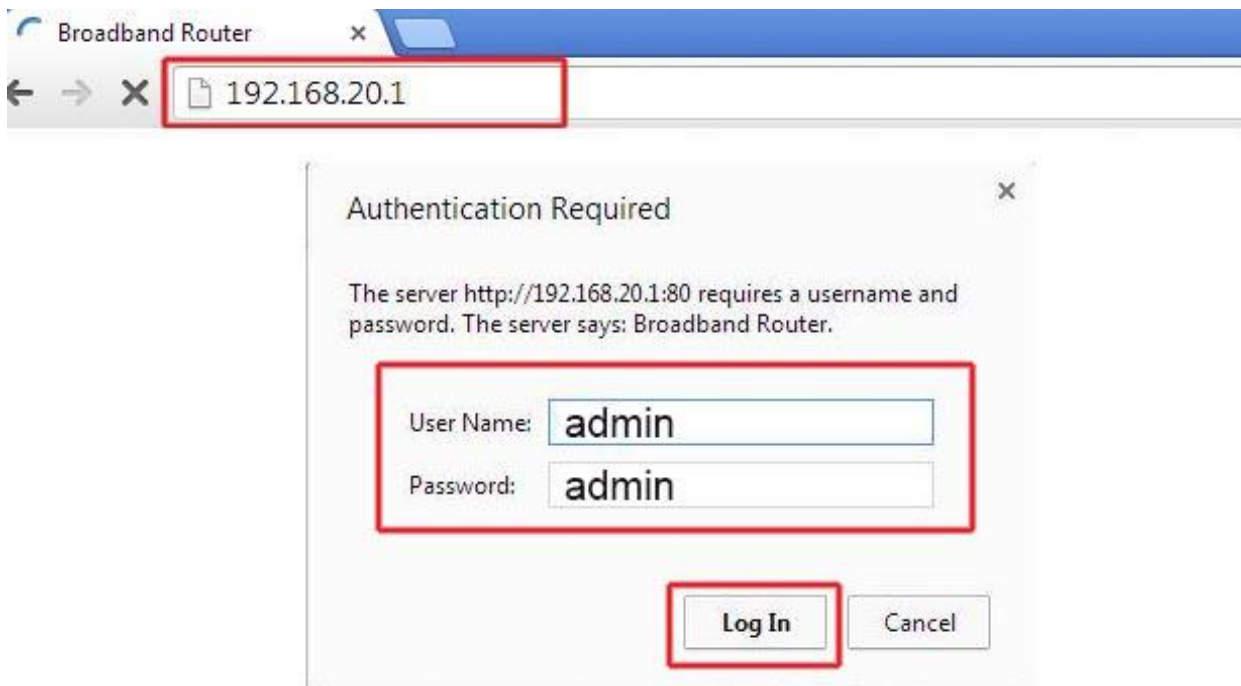 Broadband Router
192.168.20.1
Authentication Required
The server http://192.168.20.1:80 requires a username and
password. The server says: Broadband Router.
User Name: admin
Password: admin
Log In Cancel